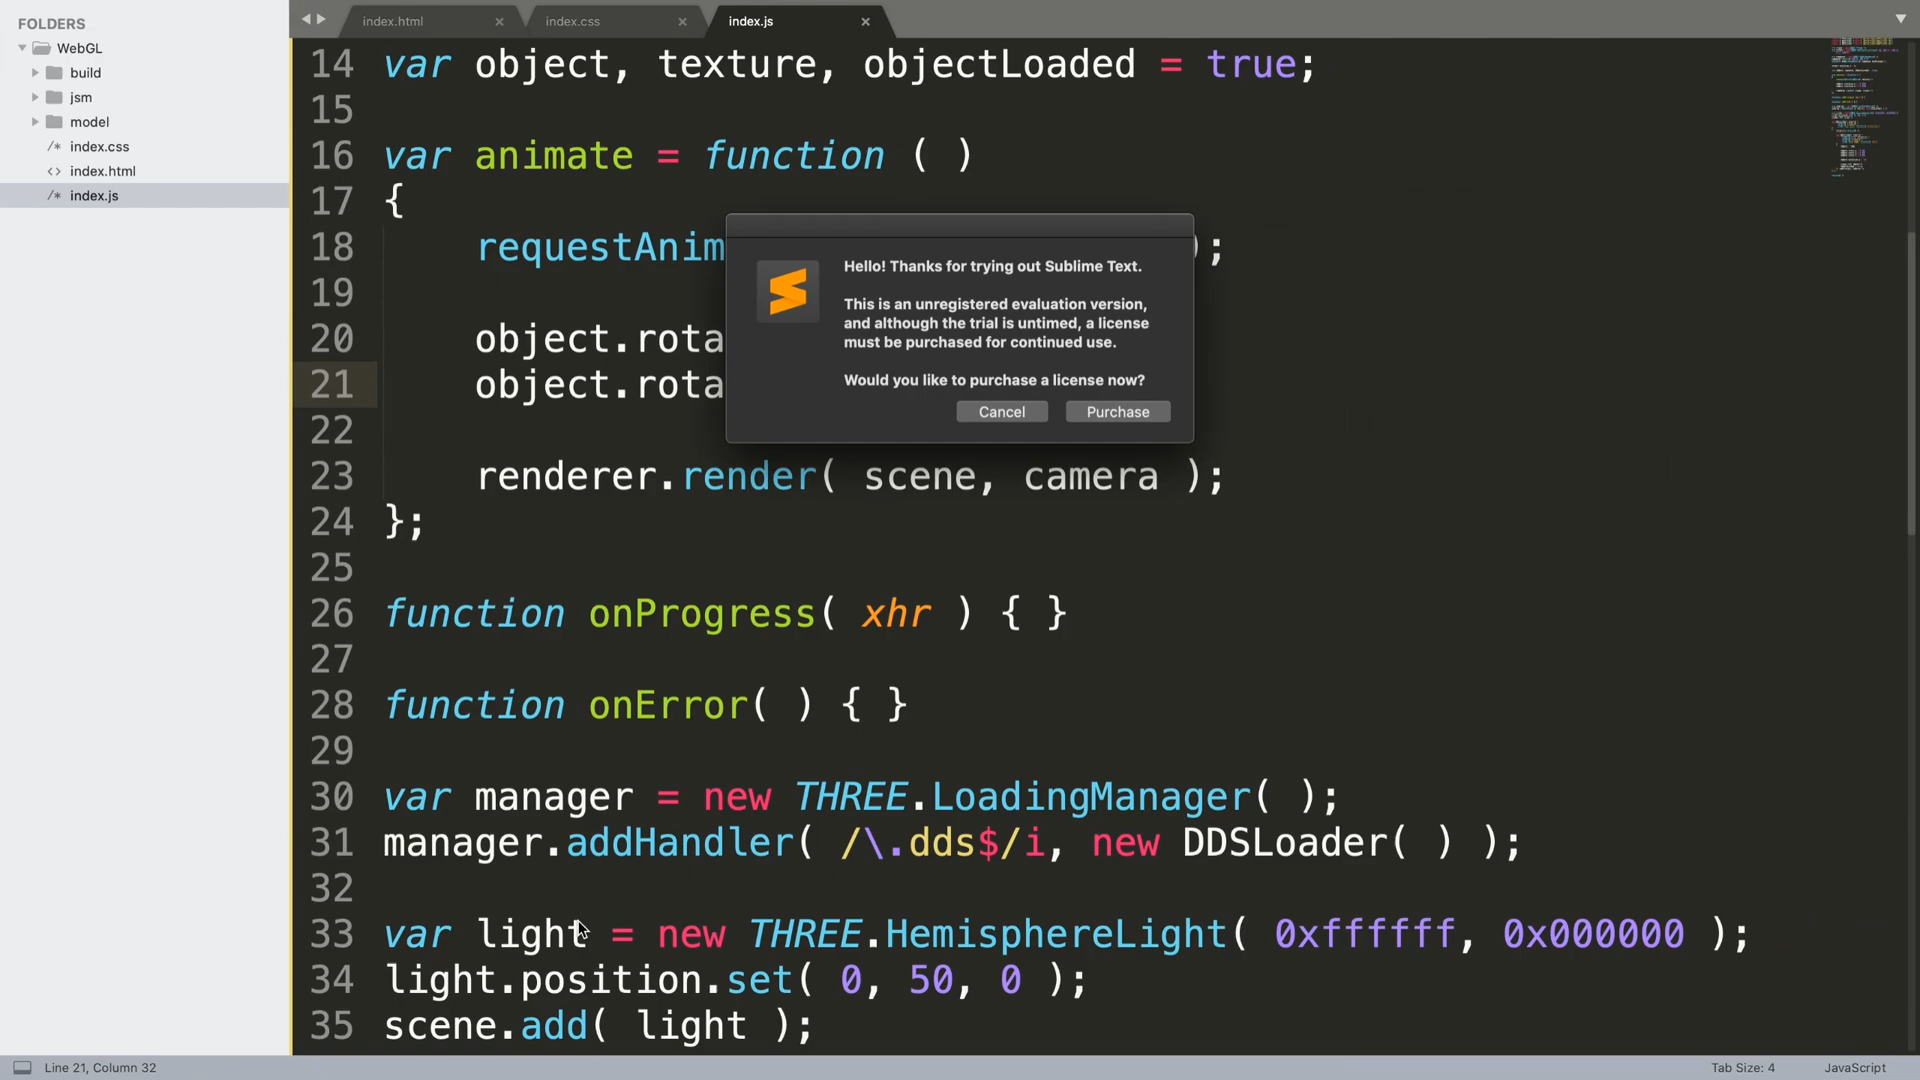 FOLDERS
WebGL
build
jsm
model
/* index.css
<> index.html
/* index.js
index.html
index.css
index.js
14 var object, texture, objectLoaded = true;
15
16 var animate = function ( )
17 {
18 requestAnim );
19
20 object.rota
21 object.rota
22
23 renderer.render( scene, camera );
24 };
25
26 function onProgress( xhr ) { }
27
28 function onError( ) { }
29
30 var manager = new THREE.LoadingManager( );
31 manager.addHandler( /\.dds$/i, new DDSLoader( ) );
32
33 var light = new THREE.HemisphereLight( 0xffffff, 0x000000 );
34 light.position.set( 0, 50, 0 );
35 scene.add( light );
Hello! Thanks for trying out Sublime Text.
This is an unregistered evaluation version,
and although the trial is untimed, a license
must be purchased for continued use.
Would you like to purchase a license now?
Cancel
Purchase
Line 21, Column 32
Tab Size: 4
JavaScript